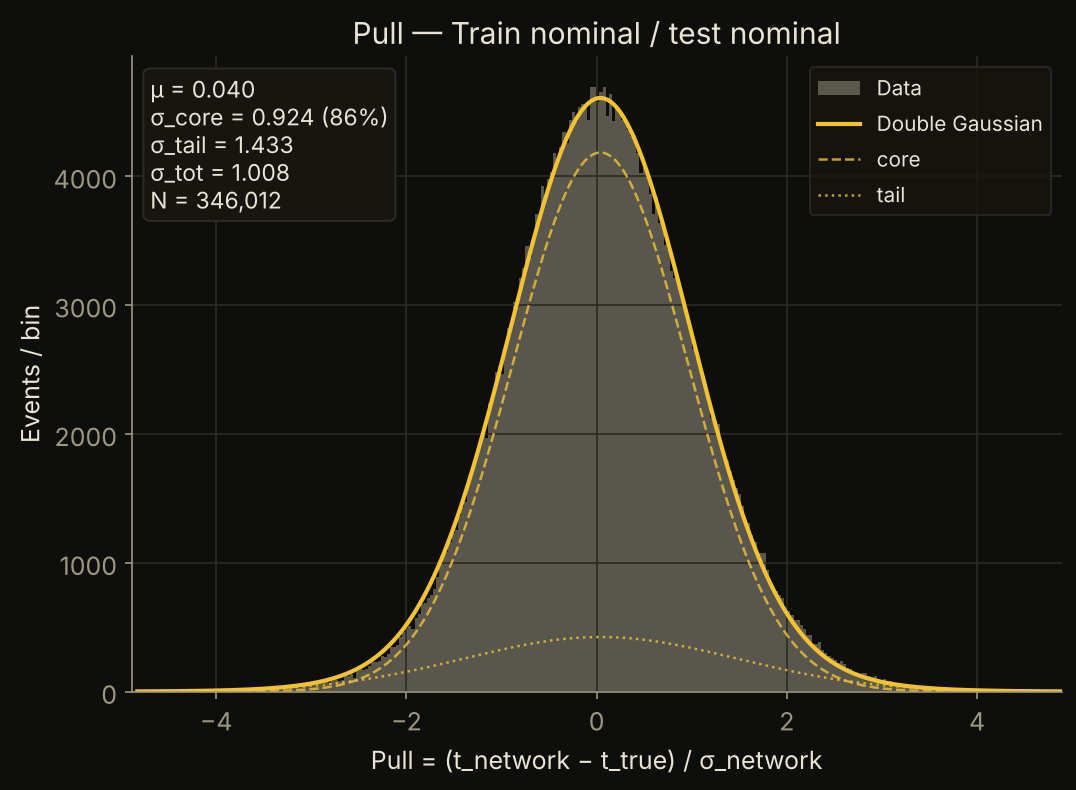 Pull — Train nominal / test nominal
μ = 0.040
σ_core = 0.924 (86%)
σ_tail = 1.433
σ_tot = 1.008
N = 346,012
Data
Double Gaussian
core
tail
Events / bin
4000
3000
2000
1000
0
−4
−2
0
2
4
Pull = (t_network − t_true) / σ_network